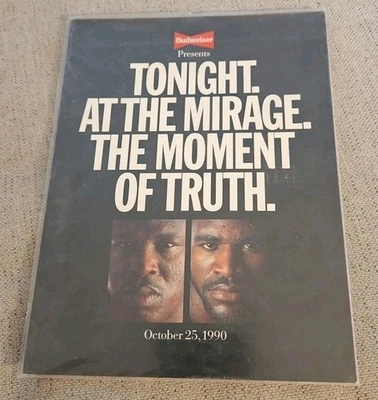 Budweiser
Presents
TONIGHT.
AT THE MIRAGE.
THE MOMENT
OF TRUTH.
October 25, 1990